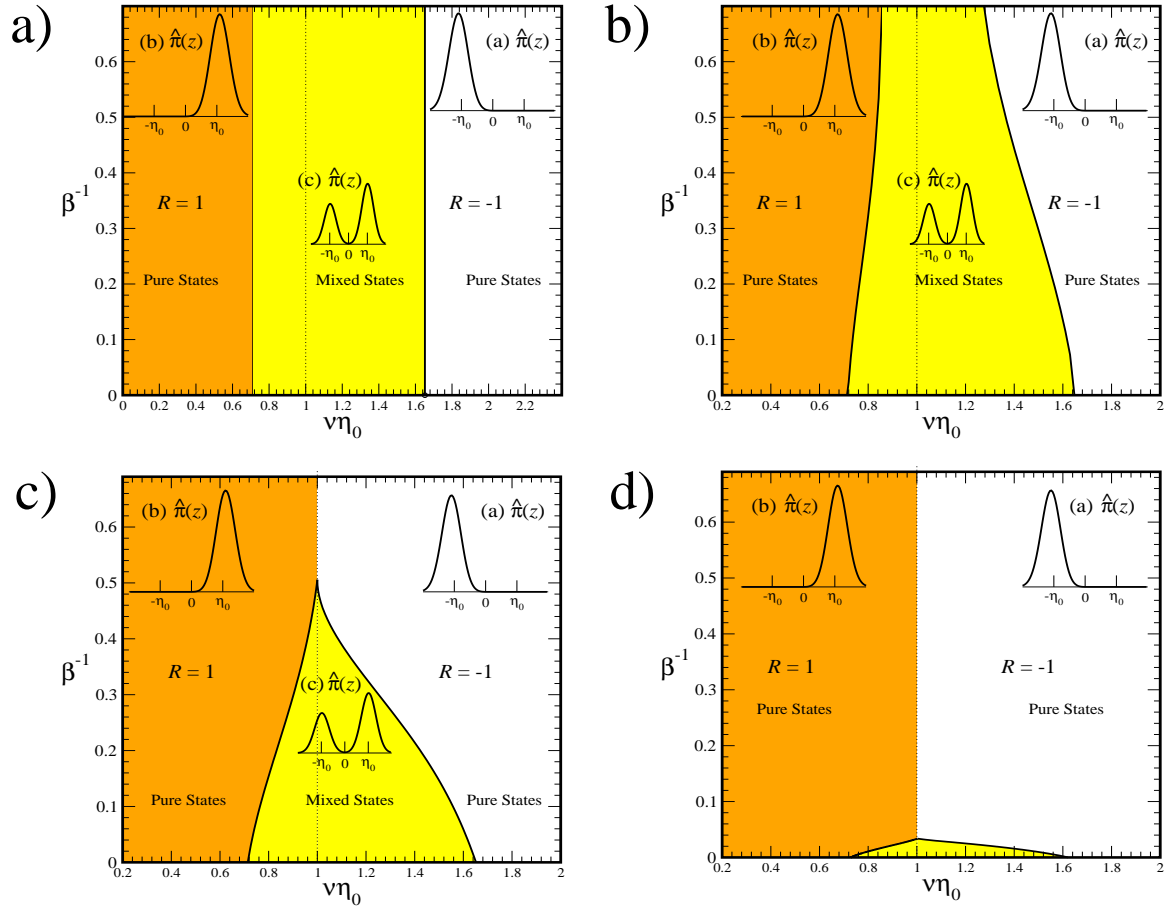 a)
(b) π̂(z)
(a) π̂(z)
(c) π̂(z)
-η₀ 0 η₀
-η₀ 0 η₀
-η₀ 0 η₀
R = 1
R = -1
Pure States
Mixed States
Pure States
β⁻¹
0.6
0.5
0.4
0.3
0.2
0.1
0
0 0.2 0.4 0.6 0.8 1 1.2 1.4 1.6 1.8 2 2.2
νη₀
b)
(b) π̂(z)
(a) π̂(z)
(c) π̂(z)
-η₀ 0 η₀
-η₀ 0 η₀
-η₀ 0 η₀
R = 1
R = -1
Pure States
Mixed States
Pure States
β⁻¹
0.6
0.5
0.4
0.3
0.2
0.1
0
0.2 0.4 0.6 0.8 1 1.2 1.4 1.6 1.8 2
νη₀
c)
(b) π̂(z)
(a) π̂(z)
-η₀ 0 η₀
-η₀ 0 η₀
R = 1
R = -1
(c) π̂(z)
-η₀ 0 η₀
Pure States
Mixed States
Pure States
β⁻¹
0.6
0.5
0.4
0.3
0.2
0.1
0
0.2 0.4 0.6 0.8 1 1.2 1.4 1.6 1.8 2
νη₀
d)
(b) π̂(z)
(a) π̂(z)
-η₀ 0 η₀
-η₀ 0 η₀
R = 1
R = -1
Pure States
Pure States
β⁻¹
0.6
0.5
0.4
0.3
0.2
0.1
0
0.2 0.4 0.6 0.8 1 1.2 1.4 1.6 1.8 2
νη₀